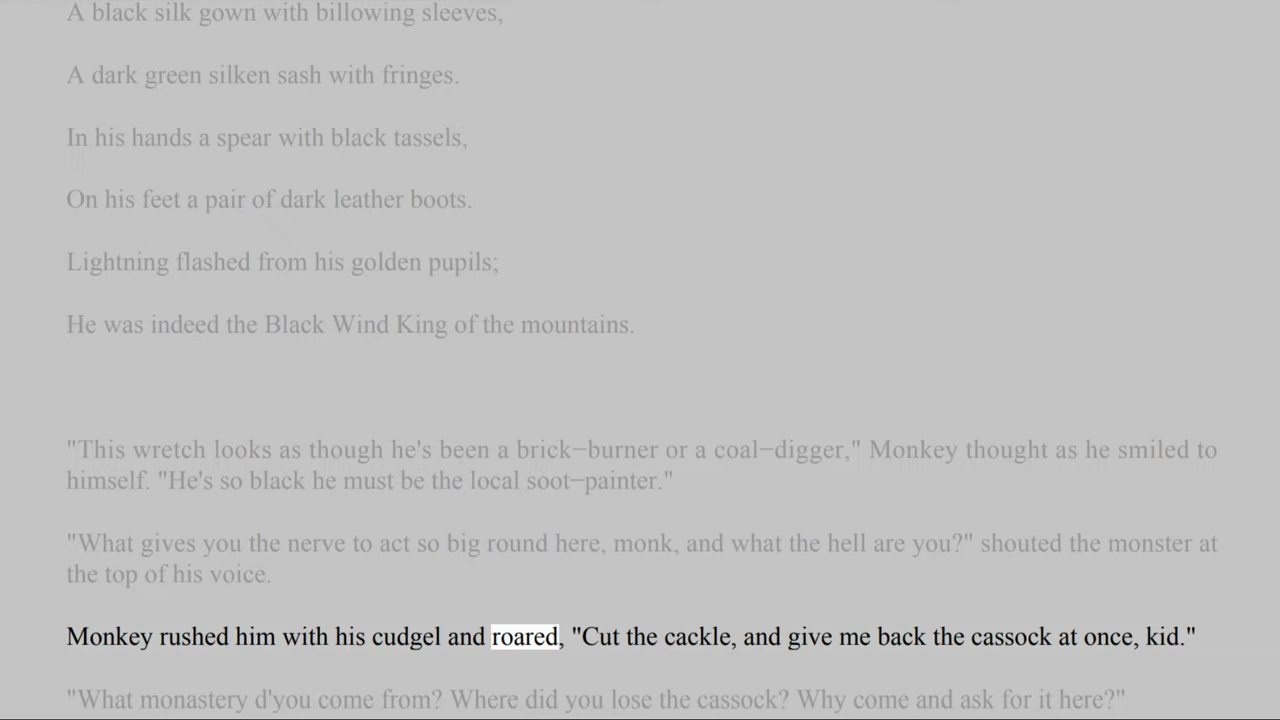 A black silk gown with billowing sleeves,
A dark green silken sash with fringes.
In his hands a spear with black tassels,
On his feet a pair of dark leather boots.
Lightning flashed from his golden pupils;
He was indeed the Black Wind King of the mountains.
"This wretch looks as though he's been a brick−burner or a coal−digger," Monkey thought as he smiled to
himself. "He's so black he must be the local soot−painter."
"What gives you the nerve to act so big round here, monk, and what the hell are you?" shouted the monster at
the top of his voice.
Monkey rushed him with his cudgel and roared, "Cut the cackle, and give me back the cassock at once, kid."
"What monastery d'you come from? Where did you lose the cassock? Why come and ask for it here?"